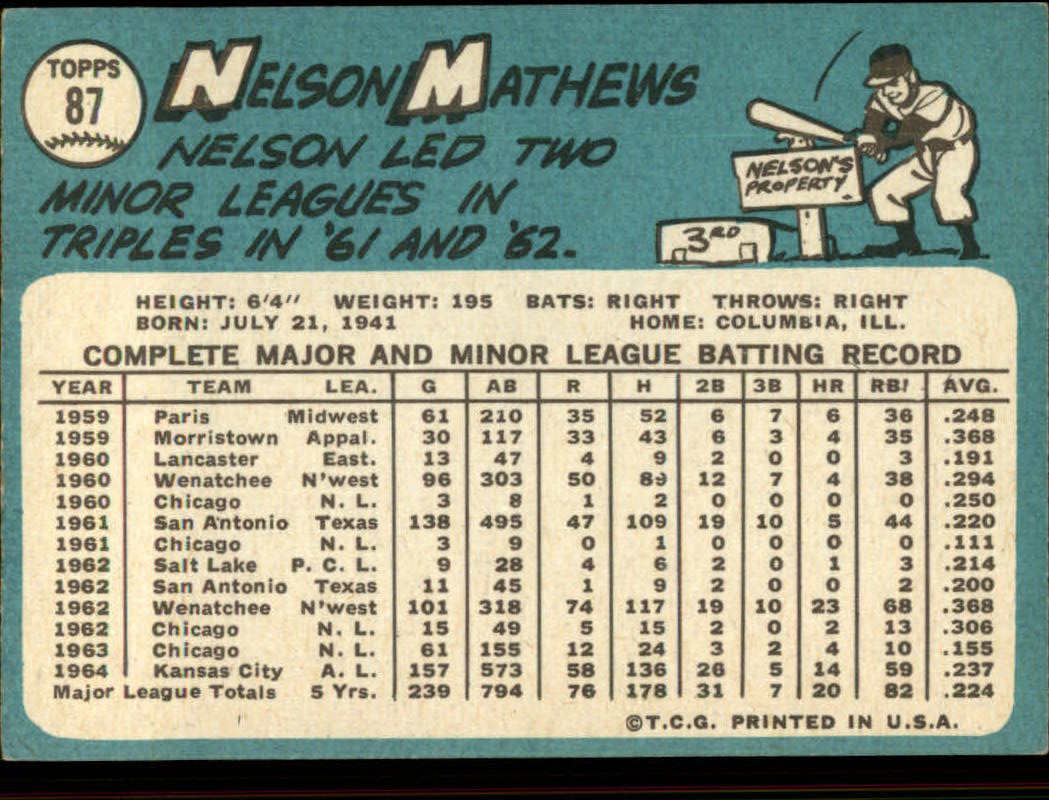 TOPPS
87
NELSON MATHEWS
NELSON LED TWO
MINOR LEAGUES IN
TRIPLES IN '61 AND '62.
NELSON'S
PROPERTY
3RD
HEIGHT: 6'4" WEIGHT: 195 BATS: RIGHT THROWS: RIGHT
BORN: JULY 21, 1941 HOME: COLUMBIA, ILL.
COMPLETE MAJOR AND MINOR LEAGUE BATTING RECORD
YEAR TEAM LEA. G AB R H 2B 3B HR RBI AVG.
1959 Paris Midwest 61 210 35 52 6 7 6 36 .248
1959 Morristown Appal. 30 117 33 43 6 3 4 35 .368
1960 Lancaster East. 13 47 4 9 2 0 0 3 .191
1960 Wenatchee N'west 96 303 50 89 12 7 4 38 .294
1960 Chicago N. L. 3 8 1 2 0 0 0 0 .250
1961 San Antonio Texas 138 495 47 109 19 10 5 44 .220
1961 Chicago N. L. 3 9 0 1 0 0 0 0 .111
1962 Salt Lake P. C. L. 9 28 4 6 2 0 1 3 .214
1962 San Antonio Texas 11 45 1 9 2 0 0 2 .200
1962 Wenatchee N'west 101 318 74 117 19 10 23 68 .368
1962 Chicago N. L. 15 49 5 15 2 0 2 13 .306
1963 Chicago N. L. 61 155 12 24 3 2 4 10 .155
1964 Kansas City A. L. 157 573 58 136 26 5 14 59 .237
Major League Totals 5 Yrs. 239 794 76 178 31 7 20 82 .224
©T.C.G. PRINTED IN U.S.A.